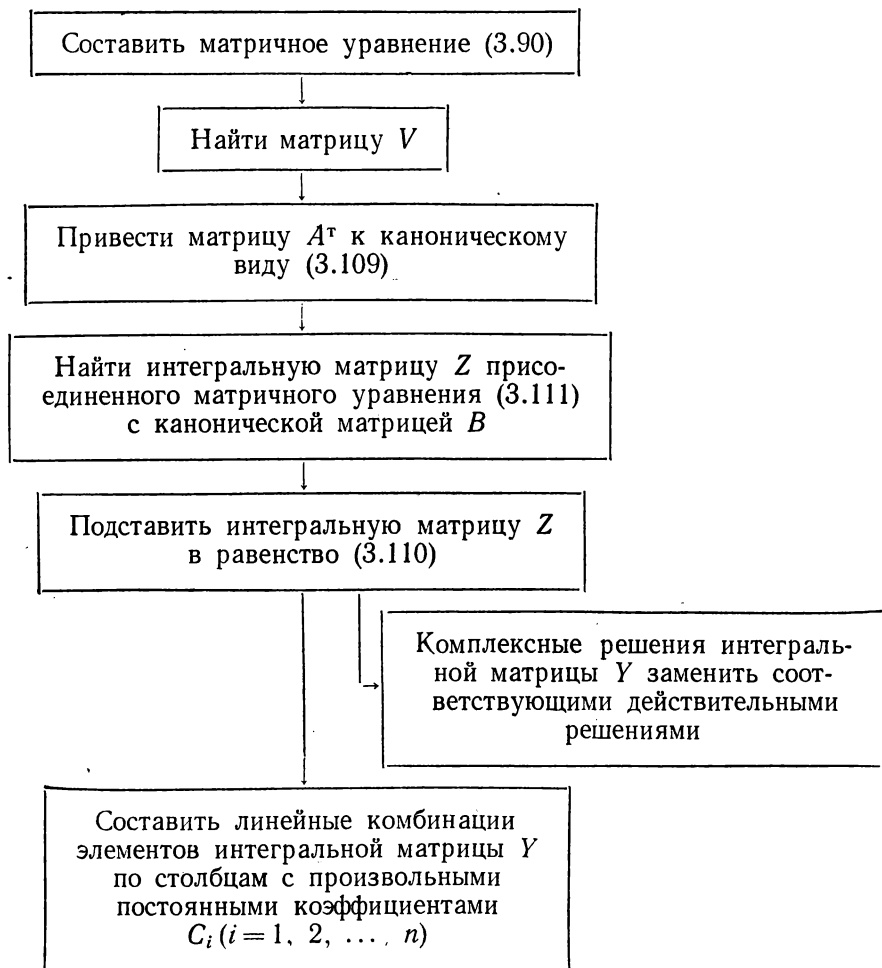 Составить матричное уравнение (3.90)
Найти матрицу V
Привести матрицу Aᵀ к каноническому
виду (3.109)
Найти интегральную матрицу Z присо-
единенного матричного уравнения (3.111)
с канонической матрицей B
Подставить интегральную матрицу Z
в равенство (3.110)
Комплексные решения интеграль-
ной матрицы Y заменить соот-
ветствующими действительными
решениями
Составить линейные комбинации
элементов интегральной матрицы Y
по столбцам с произвольными
постоянными коэффициентами
Cᵢ (i = 1, 2, ..., n)